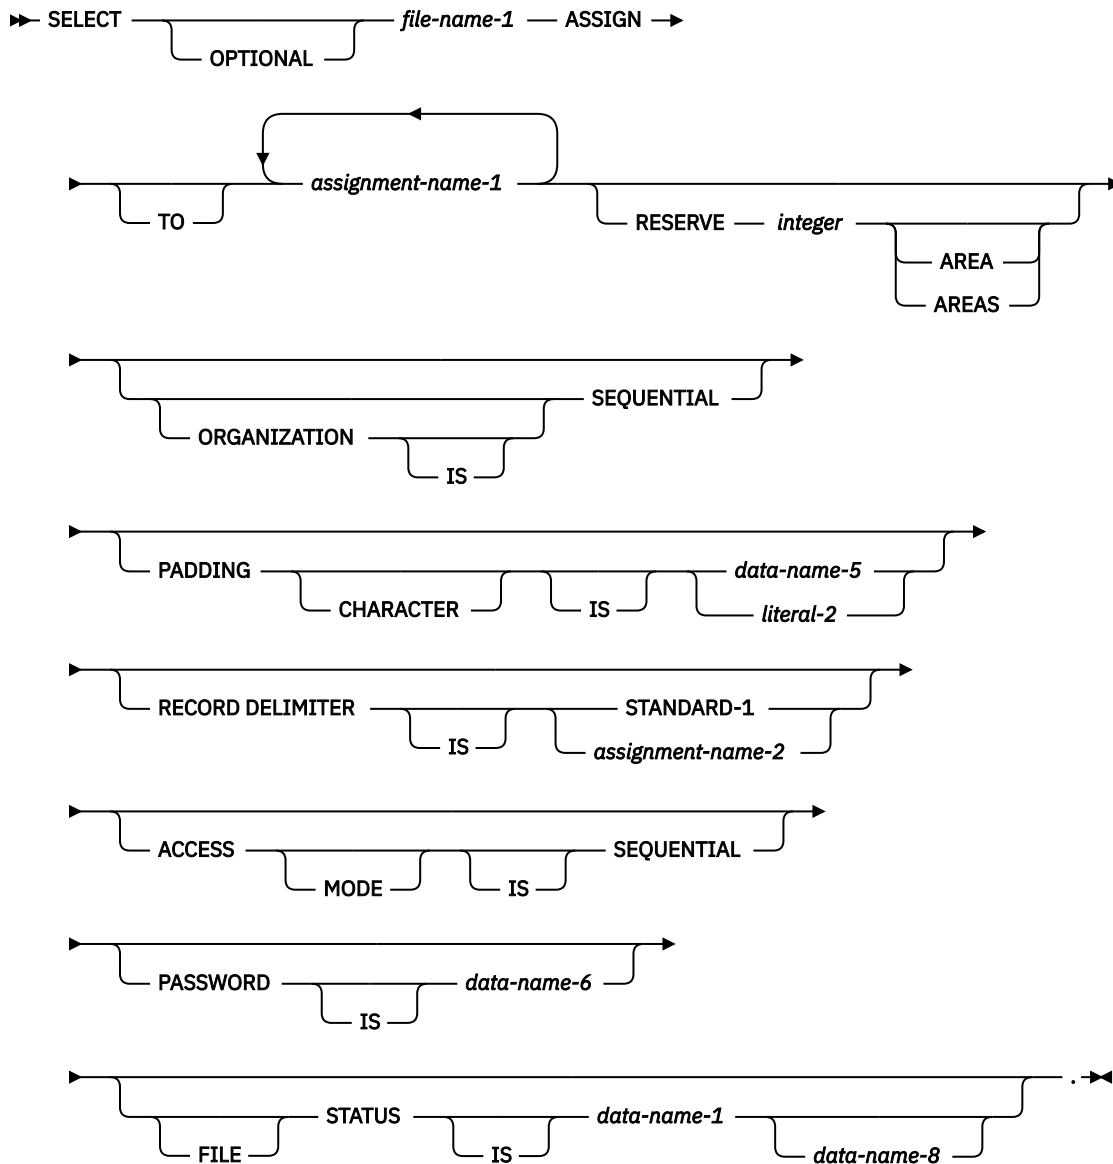 SELECT file-name-1 ASSIGN
OPTIONAL
assignment-name-1
TO RESERVE integer
AREA
AREAS
SEQUENTIAL
ORGANIZATION
IS
PADDING data-name-5
CHARACTER IS literal-2
RECORD DELIMITER STANDARD-1
IS assignment-name-2
ACCESS SEQUENTIAL
MODE IS
PASSWORD data-name-6
IS
.
STATUS data-name-1
FILE IS data-name-8